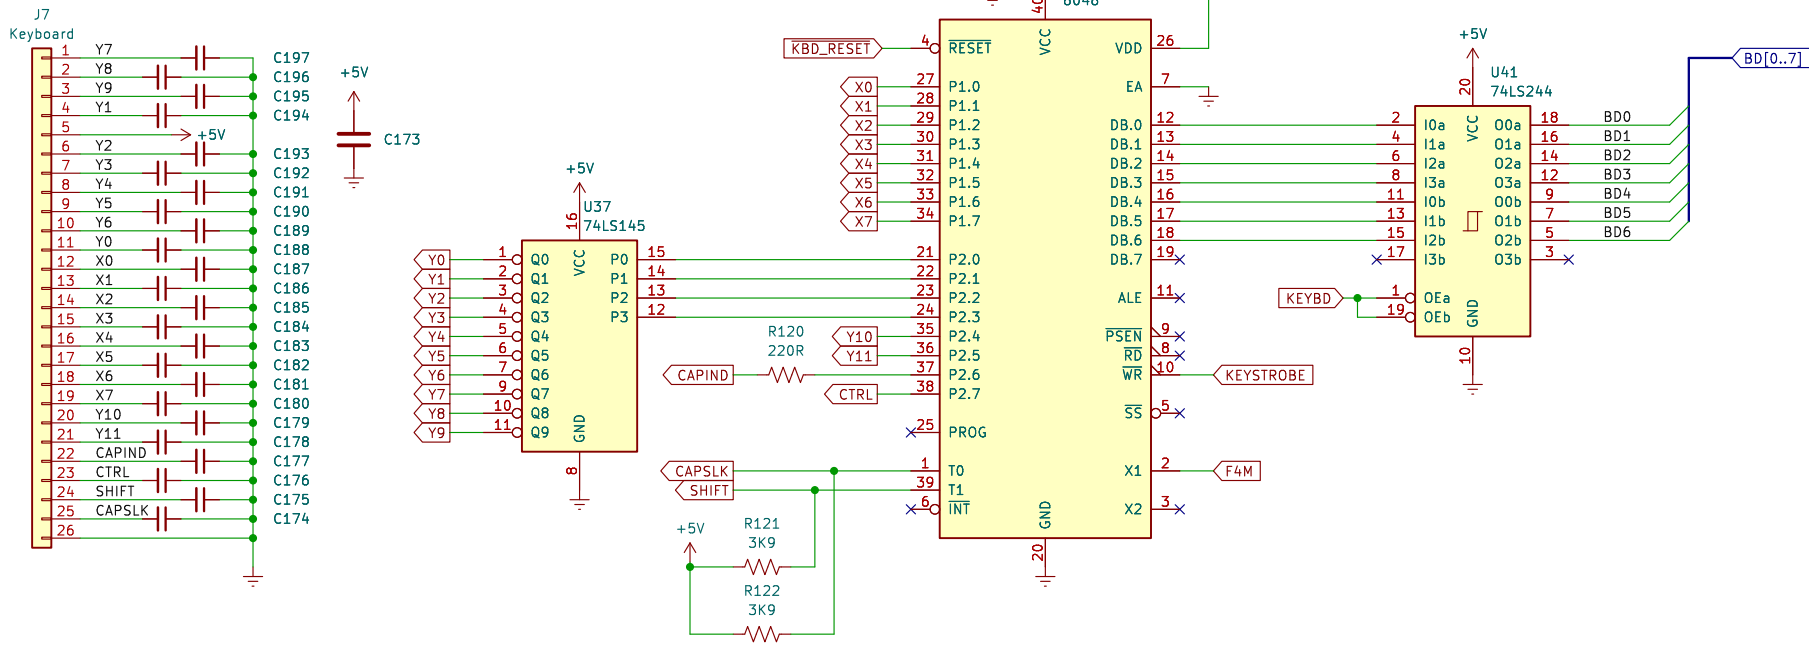 J7
Keyboard
1 Y7 C197
2 Y8 C196
3 Y9 C195
4 Y1 C194
5 +5V
6 Y2 C193
7 Y3 C192
8 Y4 C191
9 Y5 C190
10 Y6 C189
11 Y0 C188
12 X0 C187
13 X1 C186
14 X2 C185
15 X3 C184
16 X4 C183
17 X5 C182
18 X6 C181
19 X7 C180
20 Y10 C179
21 Y11 C178
22 CAPIND C177
23 CTRL C176
24 SHIFT C175
25 CAPSLK C174
26
+5V
C173
+5V
16
U37
74LS145
VCC
Y0 1 Q0 P0 15
Y1 2 Q1 P1 14
Y2 3 Q2 P2 13
Y3 4 Q3 P3 12
Y4 5 Q4
Y5 6 Q5
Y6 7 Q6
Y7 9 Q7
Y8 10 Q8
Y9 11 Q9
GND
8
R120
220R
CAPIND
Y10
Y11
CTRL
CAPSLK
SHIFT
+5V
R121
3K9
R122
3K9
8048
40
VCC
KBD_RESET 4 RESET
X0 27 P1.0
X1 28 P1.1
X2 29 P1.2
X3 30 P1.3
X4 31 P1.4
X5 32 P1.5
X6 33 P1.6
X7 34 P1.7
21 P2.0
22 P2.1
23 P2.2
24 P2.3
35 P2.4
36 P2.5
37 P2.6
38 P2.7
25 PROG
1 T0
39 T1
6 INT
GND
20
VDD 26
EA 7
DB.0 12
DB.1 13
DB.2 14
DB.3 15
DB.4 16
DB.5 17
DB.6 18
DB.7 19
ALE 11
PSEN 9
RD 8
WR 10 KEYSTROBE
SS 5
X1 2 F4M
X2 3
+5V
20
U41
74LS244
VCC
2 I0a O0a 18 BD0
4 I1a O1a 16 BD1
6 I2a O2a 14 BD2
8 I3a O3a 12 BD3
11 I0b O0b 9 BD4
13 I1b O1b 7 BD5
15 I2b O2b 5 BD6
17 I3b O3b 3
KEYBD 1 OEa
19 OEb
GND
10
BD[0..7]